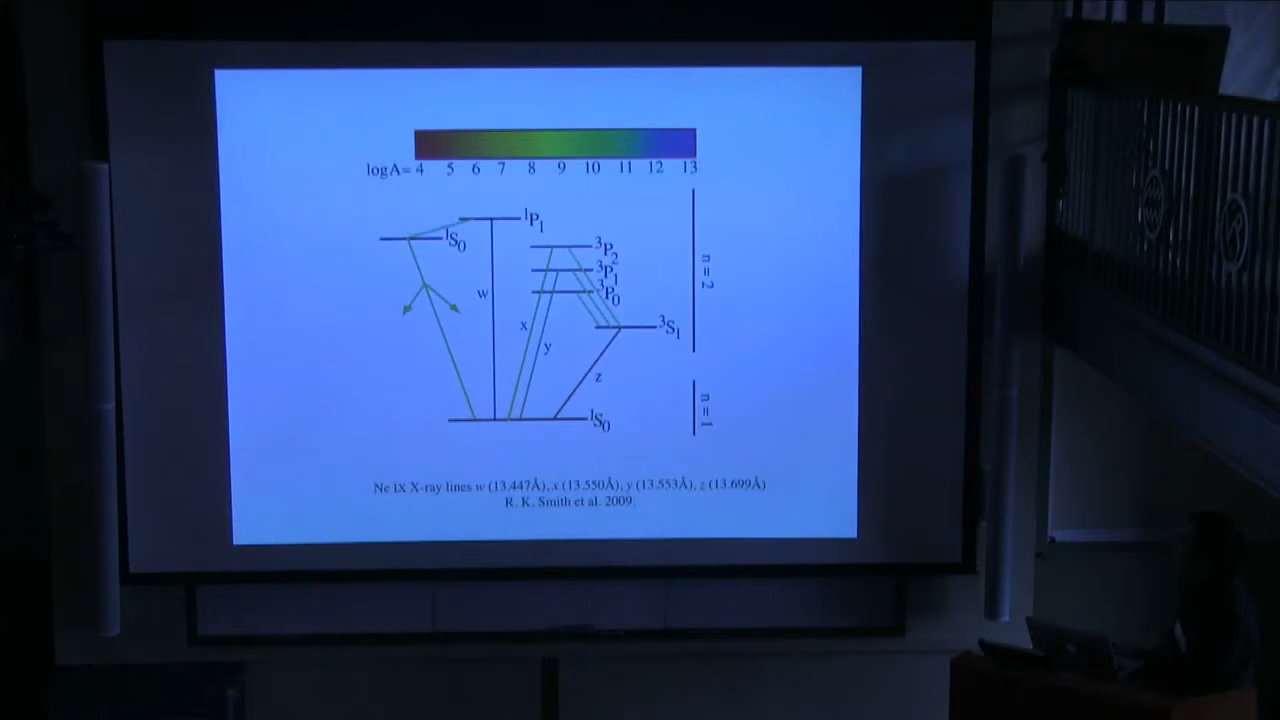 logA= 4 5 6 7 8 9 10 11 12 13
¹P₁
¹S₀
³P₂
³P₁
³P₀
n = 2
w
x
³S₁
y
z
n = 1
¹S₀
Ne IX X-ray lines w (13.447Å), x (13.550Å), y (13.553Å), z (13.699Å)
R. K. Smith et al. 2009.